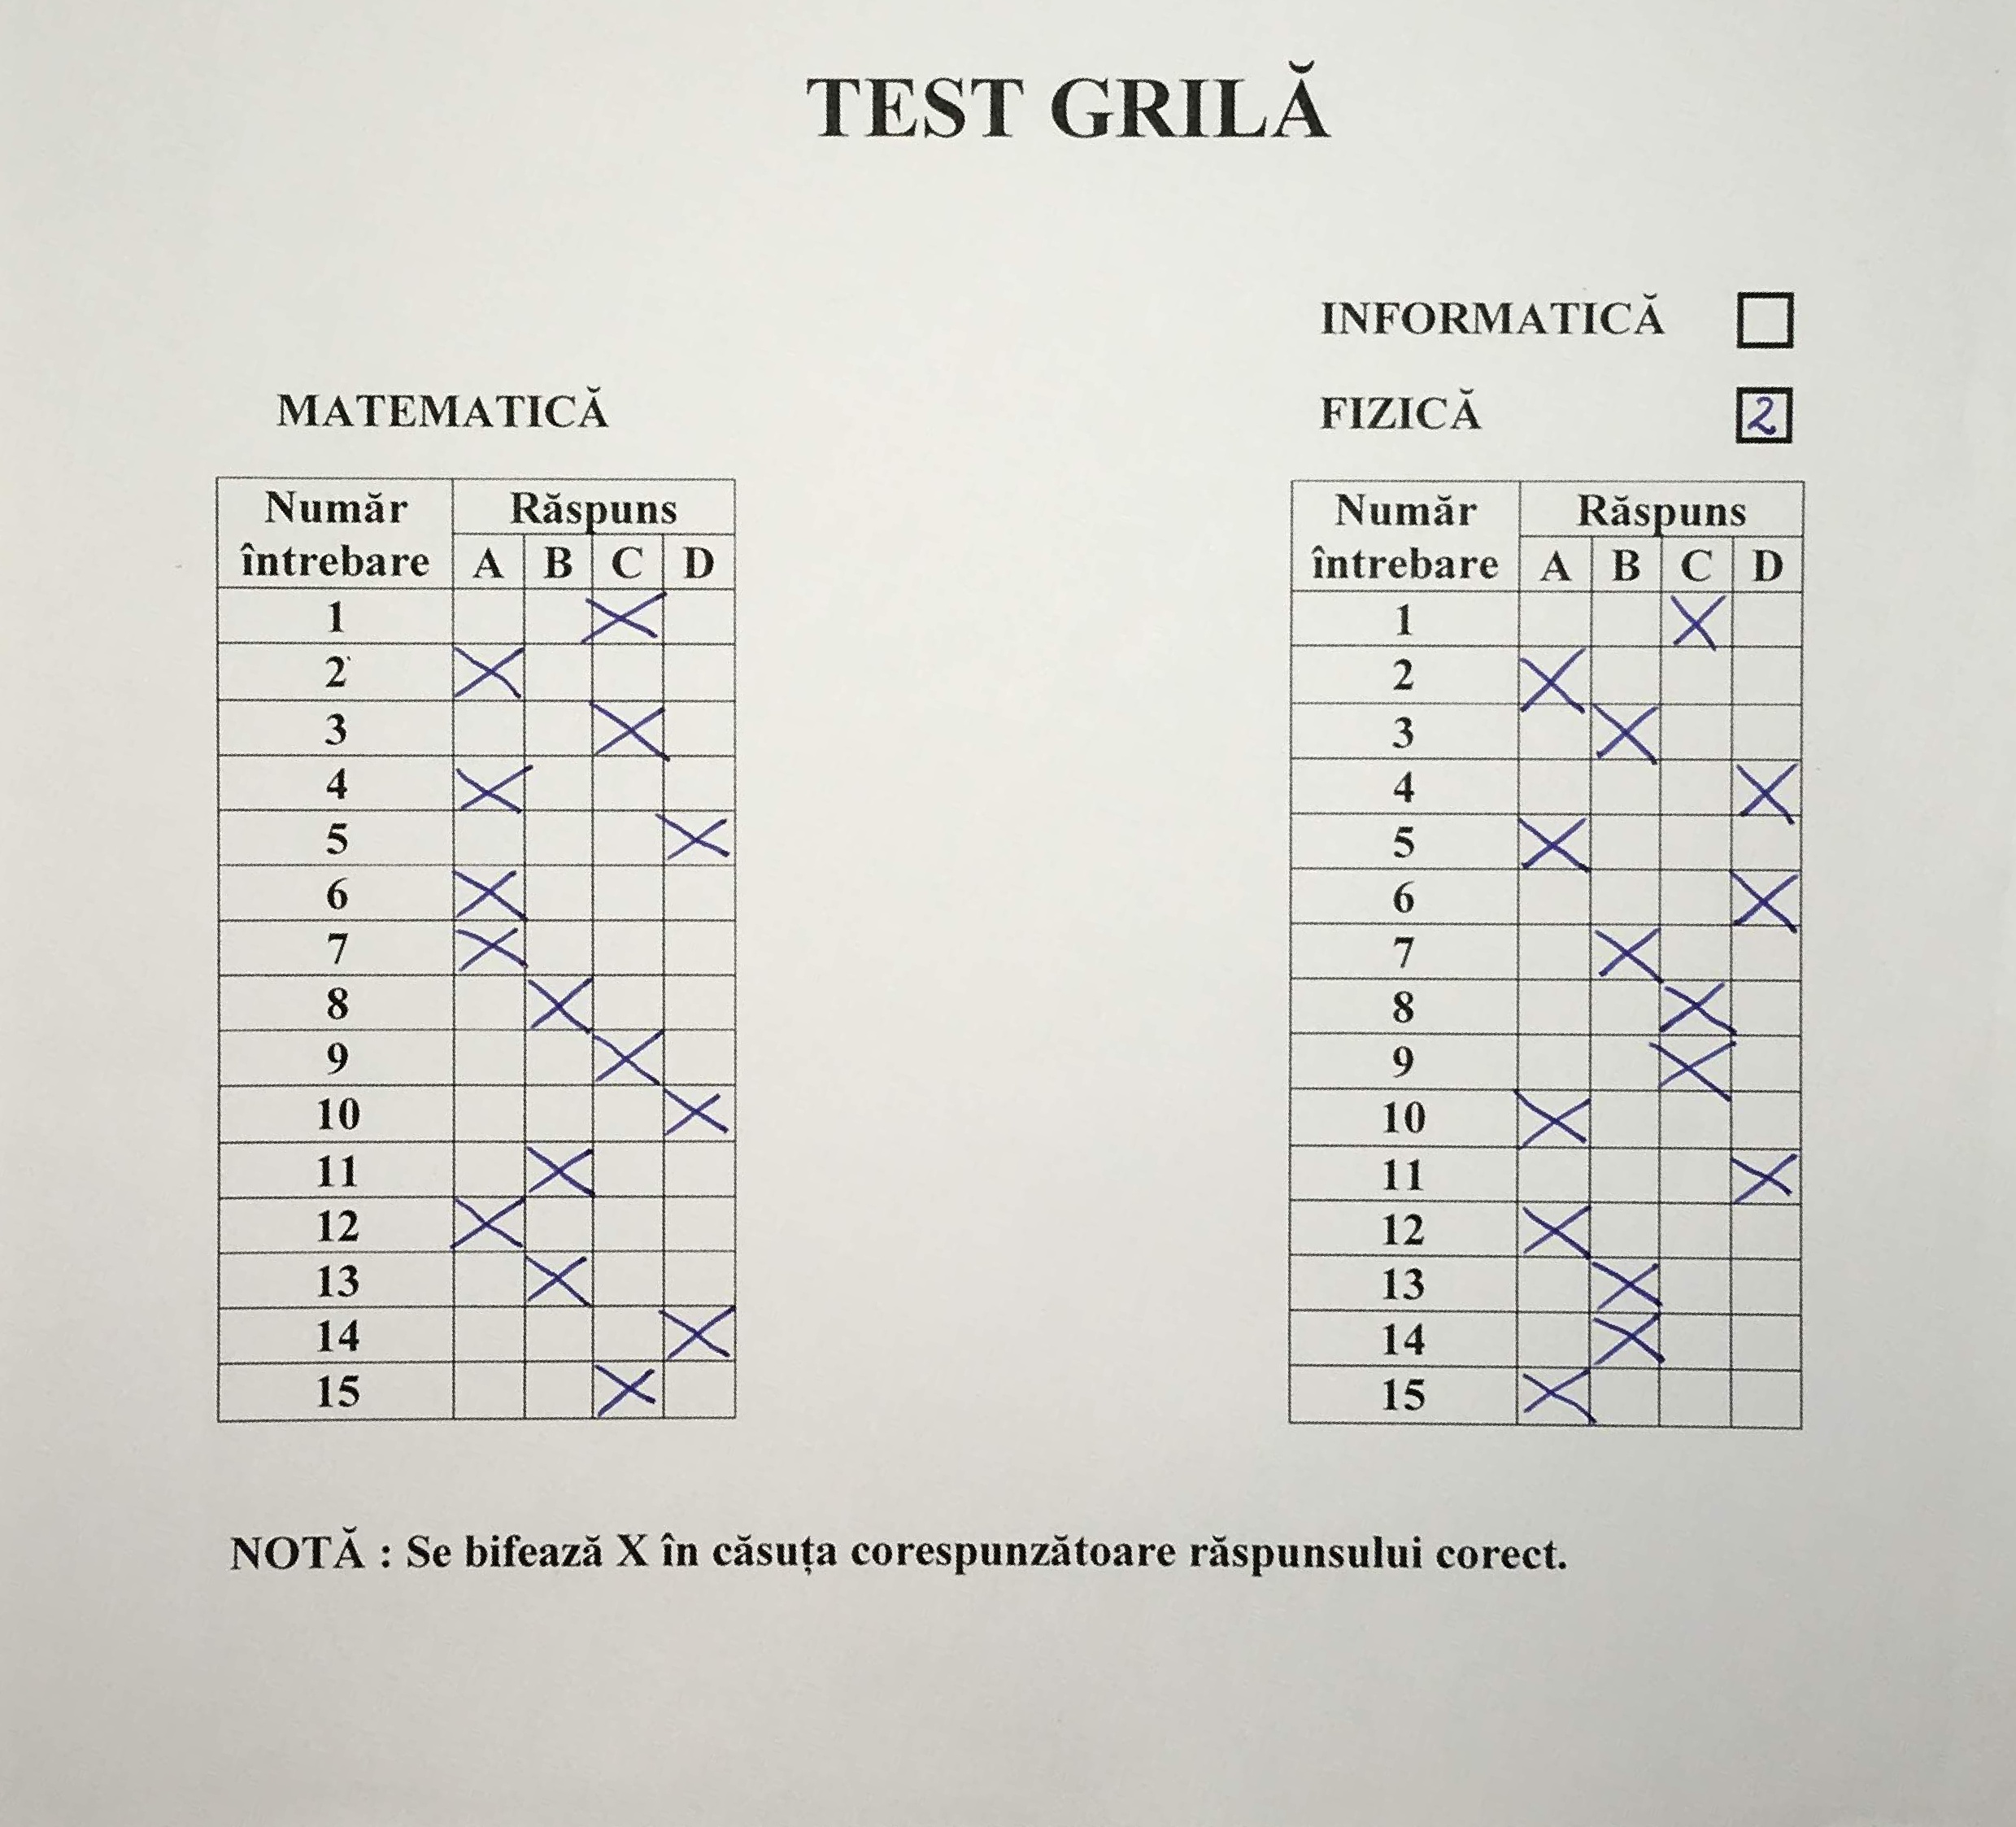 TEST GRILĂ
INFORMATICĂ
MATEMATICĂ
FIZICĂ 2
Număr Răspuns
întrebare A B C D
1 X
2 X
3 X
4 X
5 X
6 X
7 X
8 X
9 X
10 X
11 X
12 X
13 X
14 X
15 X
Număr Răspuns
întrebare A B C D
1 X
2 X
3 X
4 X
5 X
6 X
7 X
8 X
9 X
10 X
11 X
12 X
13 X
14 X
15 X
NOTĂ : Se bifează X în căsuța corespunzătoare răspunsului corect.